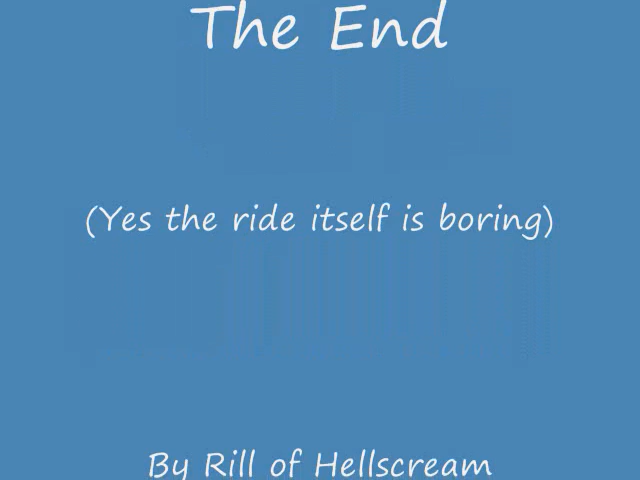 The End
(Yes the ride itself is boring)
By Rill of Hellscream